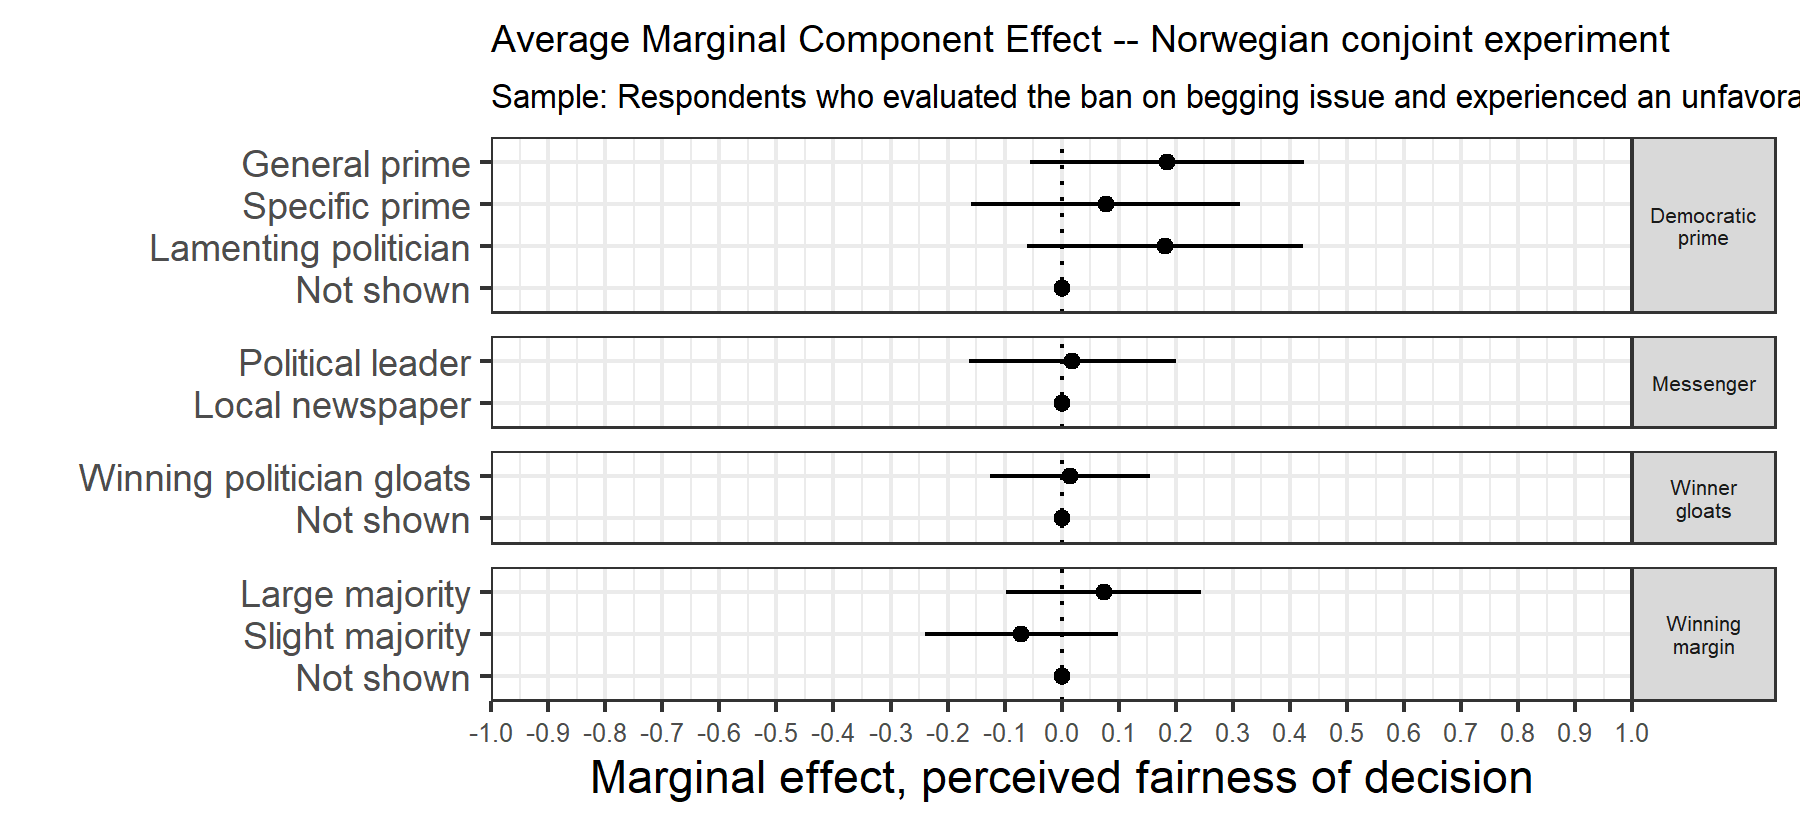 Average Marginal Component Effect -- Norwegian conjoint experiment
Sample: Respondents who evaluated the ban on begging issue and experienced an
General prime
Specific prime
Lamenting politician
Not shown
Democratic
prime
Political leader
Local newspaper
Messenger
Winning politician gloats
Not shown
Winner
gloats
Large majority
Slight majority
Not shown
Winning
margin
-1.0 -0.9 -0.8 -0.7 -0.6 -0.5 -0.4 -0.3 -0.2 -0.1 0.0 0.1 0.2 0.3 0.4 0.5 0.6 0.7 0.8 0.9 1.0
Marginal effect, perceived fairness of decision